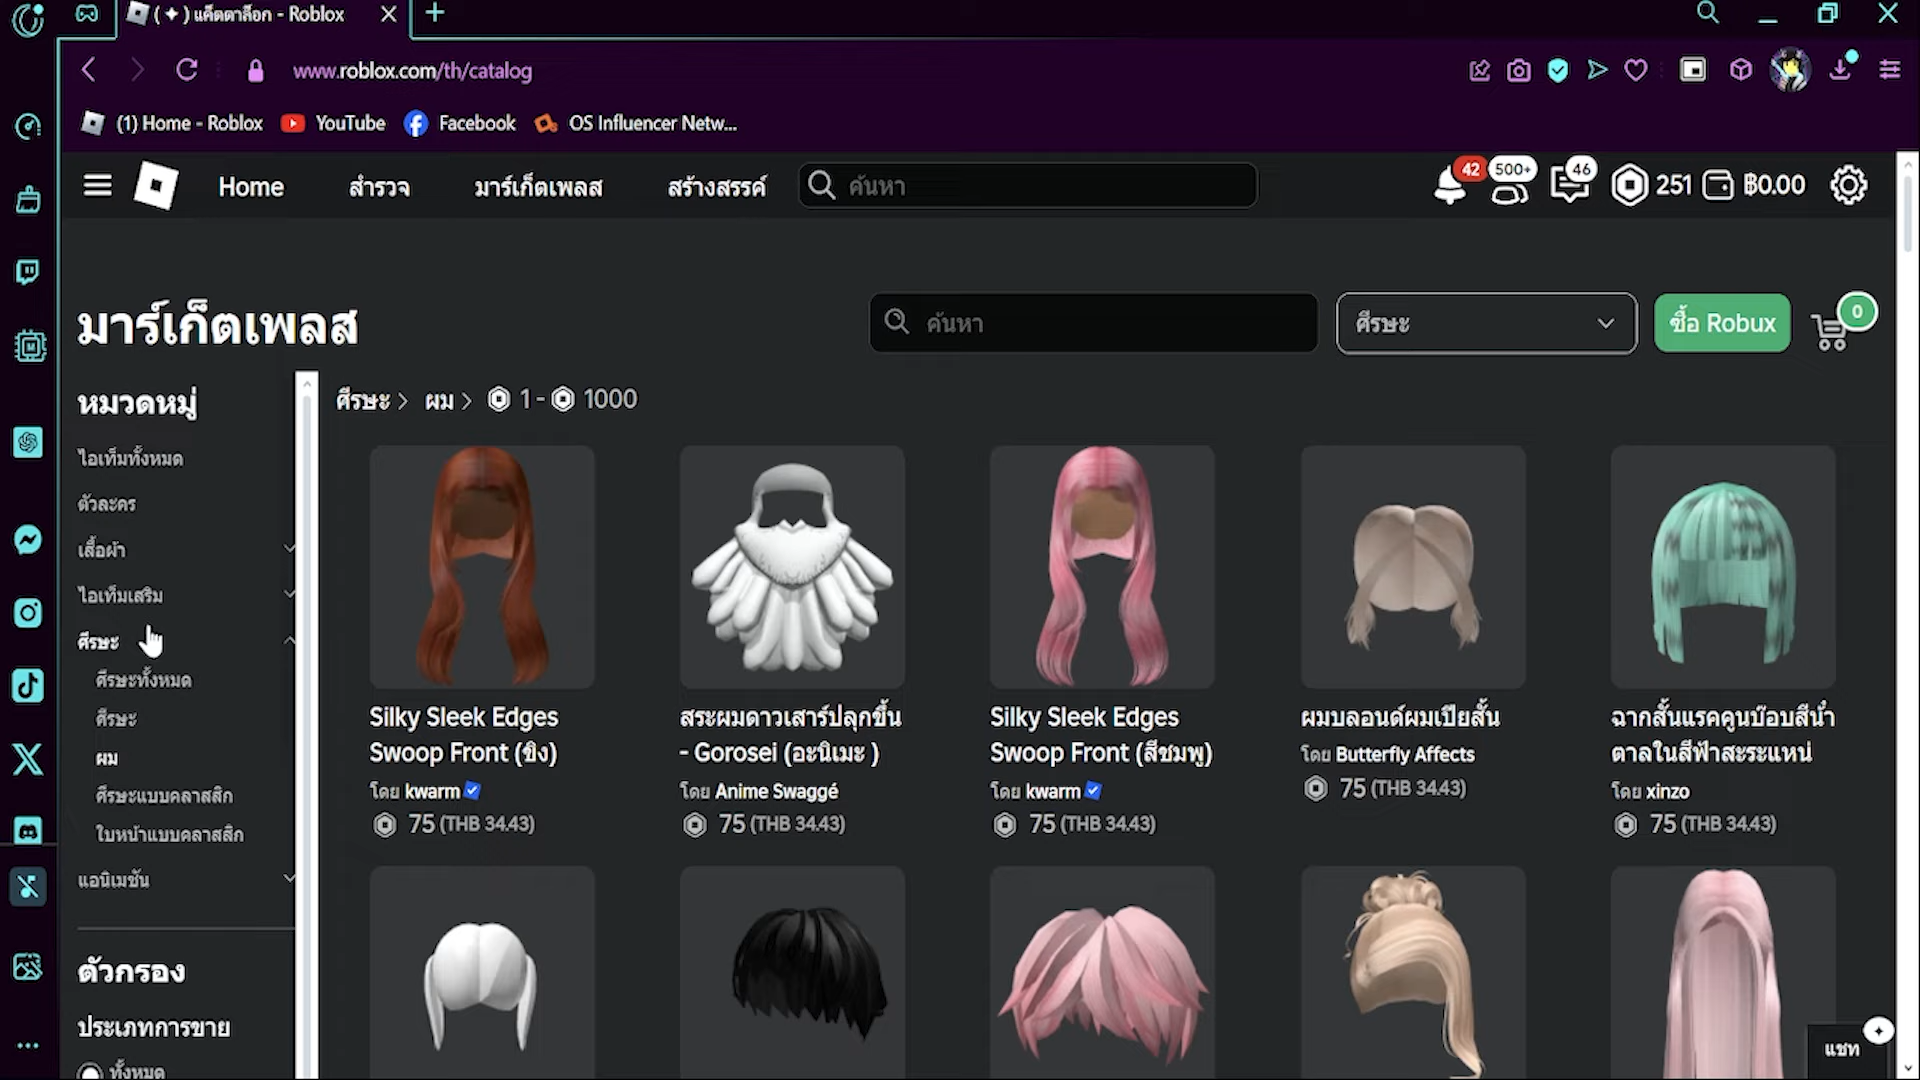 ( ✦ ) แค็ตตาล็อก - Roblox
www.roblox.com/th/catalog
(1) Home - Roblox YouTube Facebook OS Influencer Netw...
Home สำรวจ มาร์เก็ตเพลส สร้างสรรค์ ค้นหา 42 500+ 46 251 ฿0.00
มาร์เก็ตเพลส ค้นหา ศีรษะ ซื้อ Robux 0
หมวดหมู่
ไอเท็มทั้งหมด
ตัวละคร
เสื้อผ้า
ไอเท็มเสริม
ศีรษะ
ศีรษะทั้งหมด
ศีรษะ
ผม
ศีรษะแบบคลาสสิก
ใบหน้าแบบคลาสสิก
แอนิเมชัน
ตัวกรอง
ประเภทการขาย
ทั้งหมด
ศีรษะ > ผม > 1 - 1000
Silky Sleek Edges
Swoop Front (ขิง)
โดย kwarm
75 (THB 34.43)
สระผมดาวเสาร์ปลุกขึ้น
- Gorosei (อะนิเมะ )
โดย Anime Swaggé
75 (THB 34.43)
Silky Sleek Edges
Swoop Front (สีชมพู)
โดย kwarm
75 (THB 34.43)
ผมบลอนด์ผมเปียสั้น
โดย Butterfly Affects
75 (THB 34.43)
ฉากสั้นแรคคูนบ๊อบสีน้ำ
ตาลในสีฟ้าสะระแหน่
โดย xinzo
75 (THB 34.43)
แชท